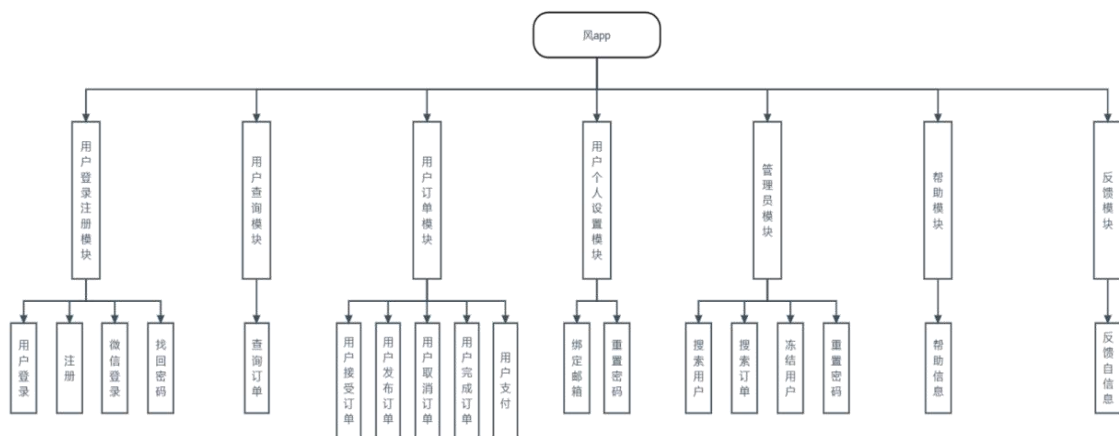 风app
用户登录注册模块
用户查询模块
用户订单模块
用户个人设置模块
管理员模块
帮助模块
反馈模块
用户登录
注册
微信登录
找回密码
查询订单
用户接受订单
用户发布订单
用户取消订单
用户完成订单
用户支付
绑定邮箱
重置密码
搜索用户
搜索订单
冻结用户
重置密码
帮助信息
反馈自信息